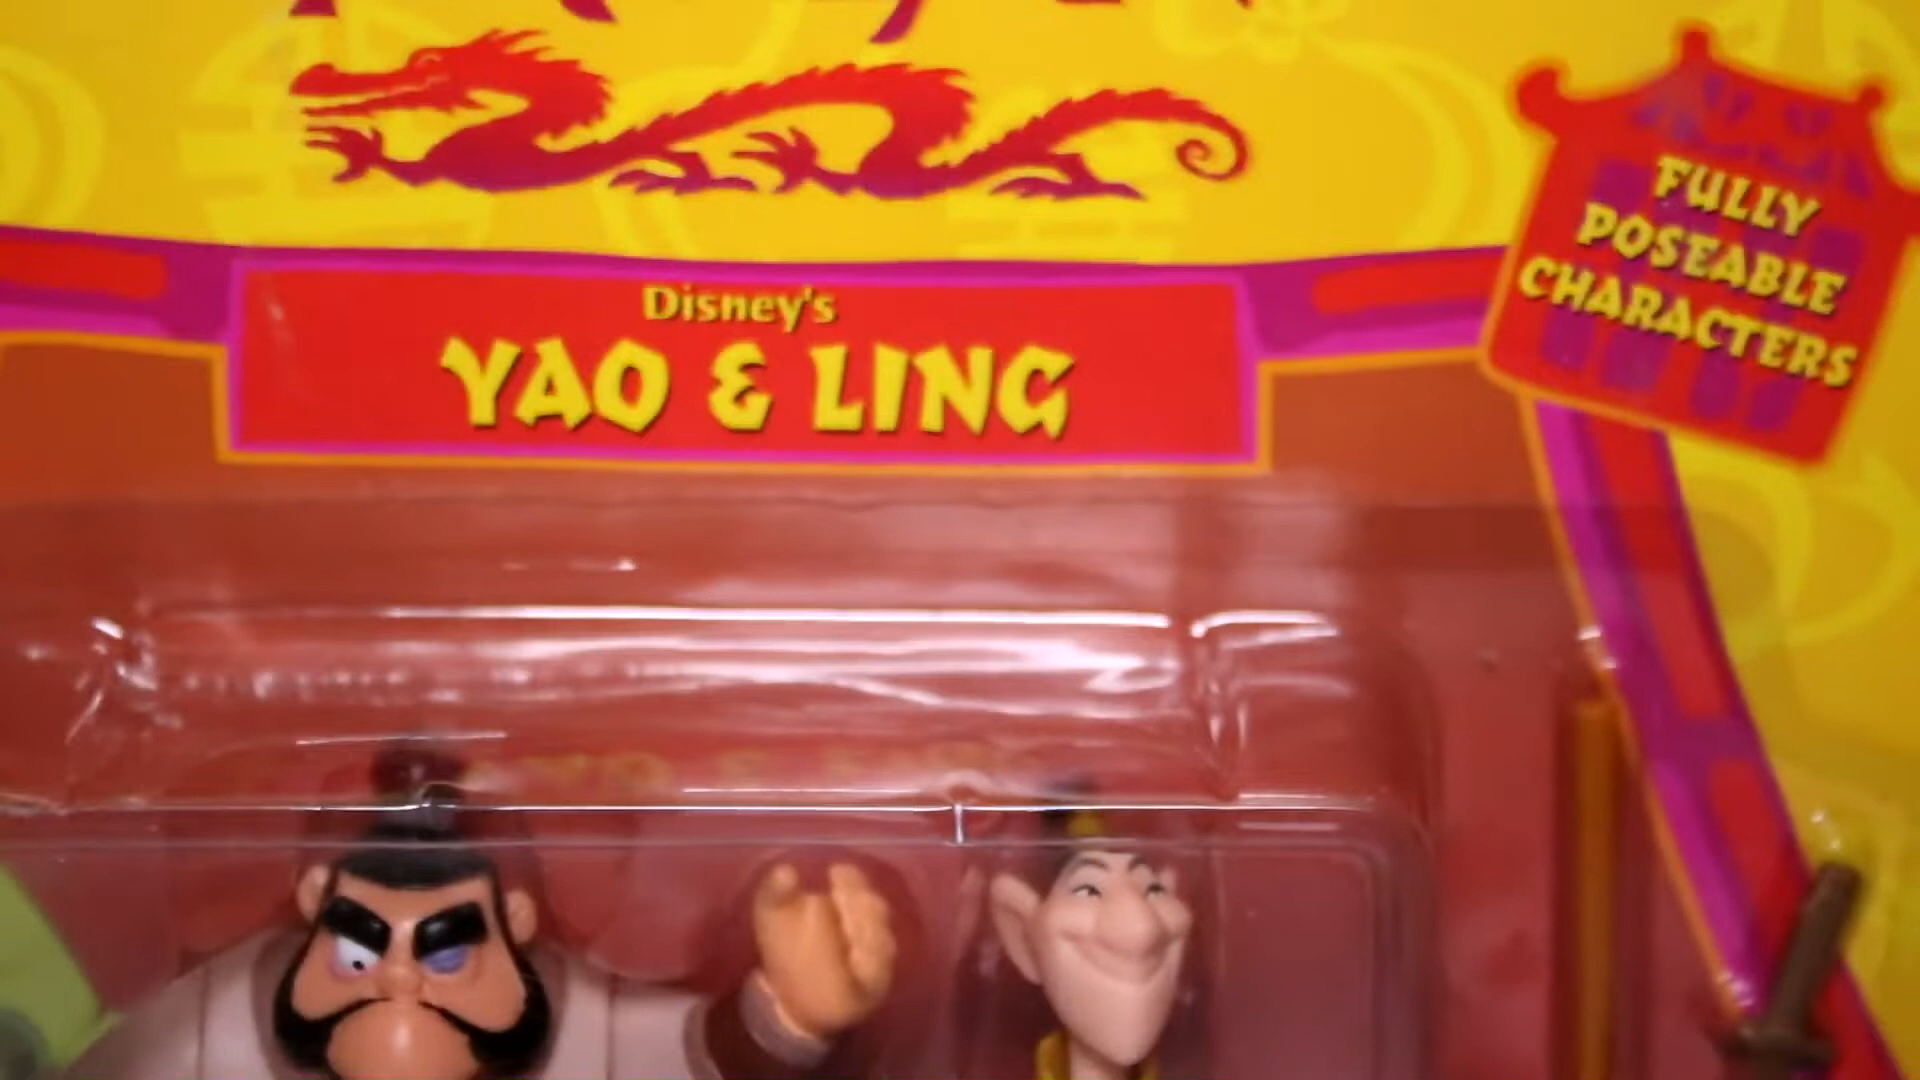 Disney's
YAO & LING
FULLY
POSEABLE
CHARACTERS